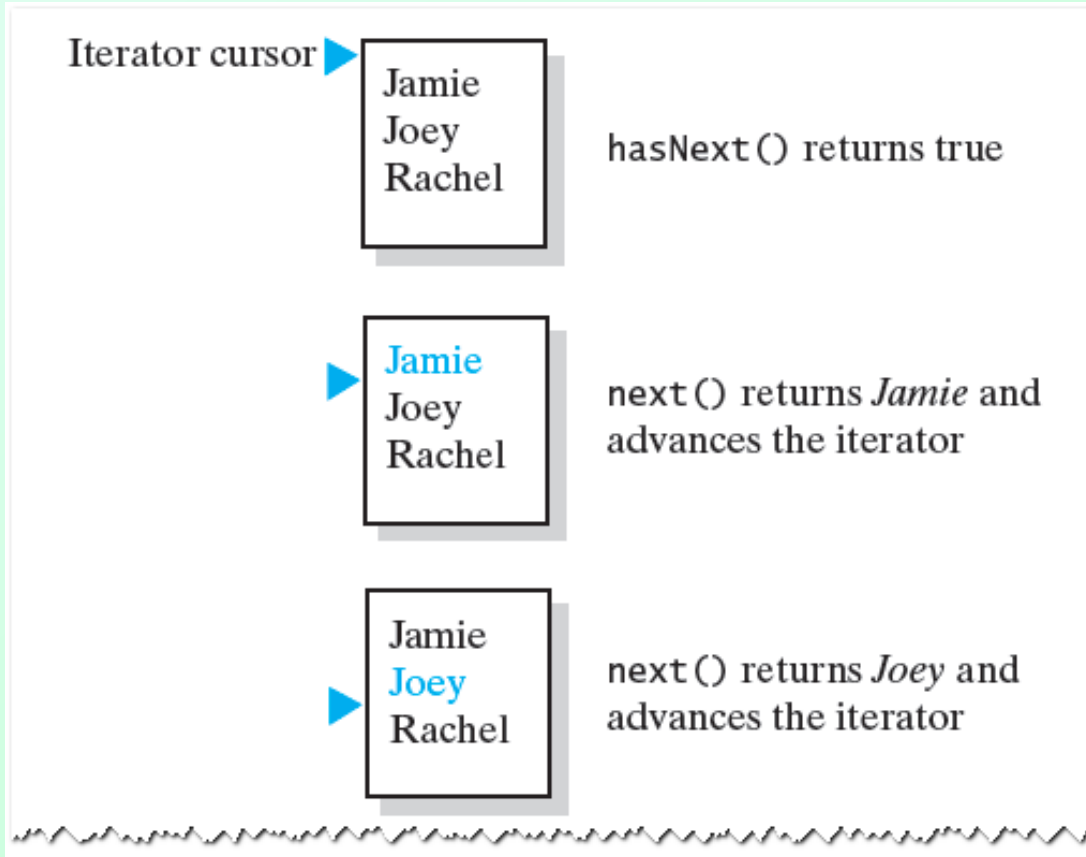 Iterator cursor
Jamie
Joey
Rachel
hasNext() returns true
Jamie
Joey
Rachel
next() returns Jamie and
advances the iterator
Jamie
Joey
Rachel
next() returns Joey and
advances the iterator